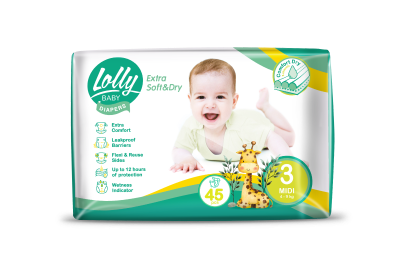 Lolly
BABY
DIAPERS
Extra
Soft&Dry
Comfort Dry
Extra
Comfort
Leakproof
Barriers
Flexi & Reuse
Sides
Up to 12 hours
of protection
Wetness
Indicator
45
3
MIDI